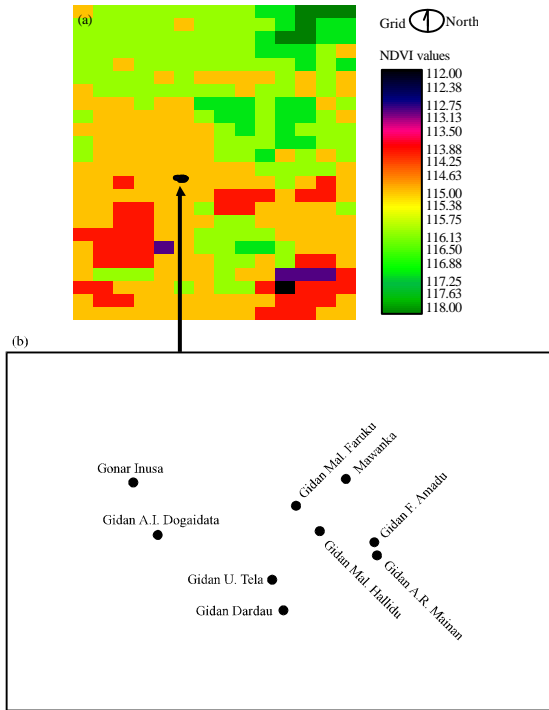 (a)
Grid North
NDVI values
112.00
112.38
112.75
113.13
113.50
113.88
114.25
114.63
115.00
115.38
115.75
116.13
116.50
116.88
117.25
117.63
118.00
(b)
Gonar Inusa
Gidan A.I. Dogaidata
Gidan U. Tela
Gidan Dardau
Gidan Mal. Faruku
Mawanka
Gidan F. Amadu
Gidan Mal. Hallidu
Gidan A.R. Mainan